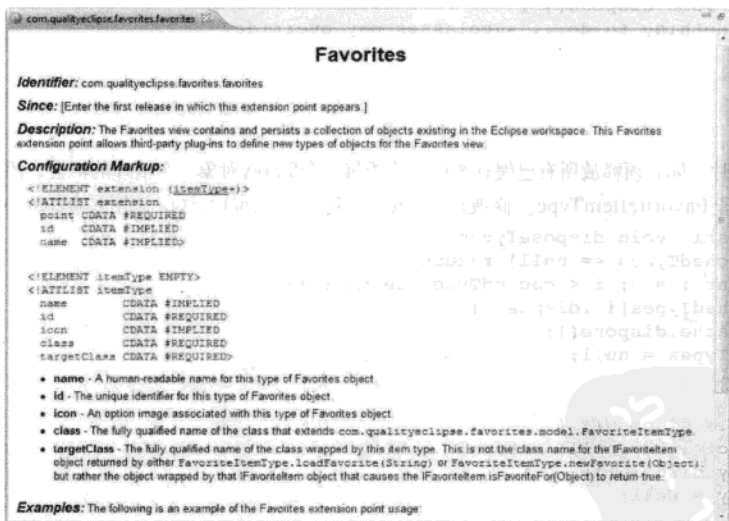 com.qualityeclipse.favorites.favorites
Favorites
Identifier: com.qualityeclipse.favorites.favorites
Since: [Enter the first release in which this extension point appears.]
Description: The Favorites view contains and persists a collection of objects existing in the Eclipse workspace. This Favorites
extension point allows third-party plug-ins to define new types of objects for the Favorites view.
Configuration Markup:
<!ELEMENT extension (itemType+)>
<!ATTLIST extension
point CDATA #REQUIRED
id CDATA #IMPLIED
name CDATA #IMPLIED>
<!ELEMENT itemType EMPTY>
<!ATTLIST itemType
name CDATA #IMPLIED
id CDATA #REQUIRED
icon CDATA #IMPLIED
class CDATA #REQUIRED
targetClass CDATA #REQUIRED>
• name - A human-readable name for this type of Favorites object
• id - The unique identifier for this type of Favorites object.
• icon - An option image associated with this type of Favorites object
• class - The fully qualified name of the class that extends com.qualityeclipse.favorites.model.FavoriteItemType.
• targetClass - The fully qualified name of the class wrapped by this item type. This is not the class name for the IFavoriteItem
object returned by either FavoriteItemType.loadFavorite(String) or FavoriteItemType.newFavorite(Object),
but rather the object wrapped by that IFavoriteItem object that causes the IFavoriteItem.isFavoriteFor(Object) to return true.
Examples: The following is an example of the Favorites extension point usage: